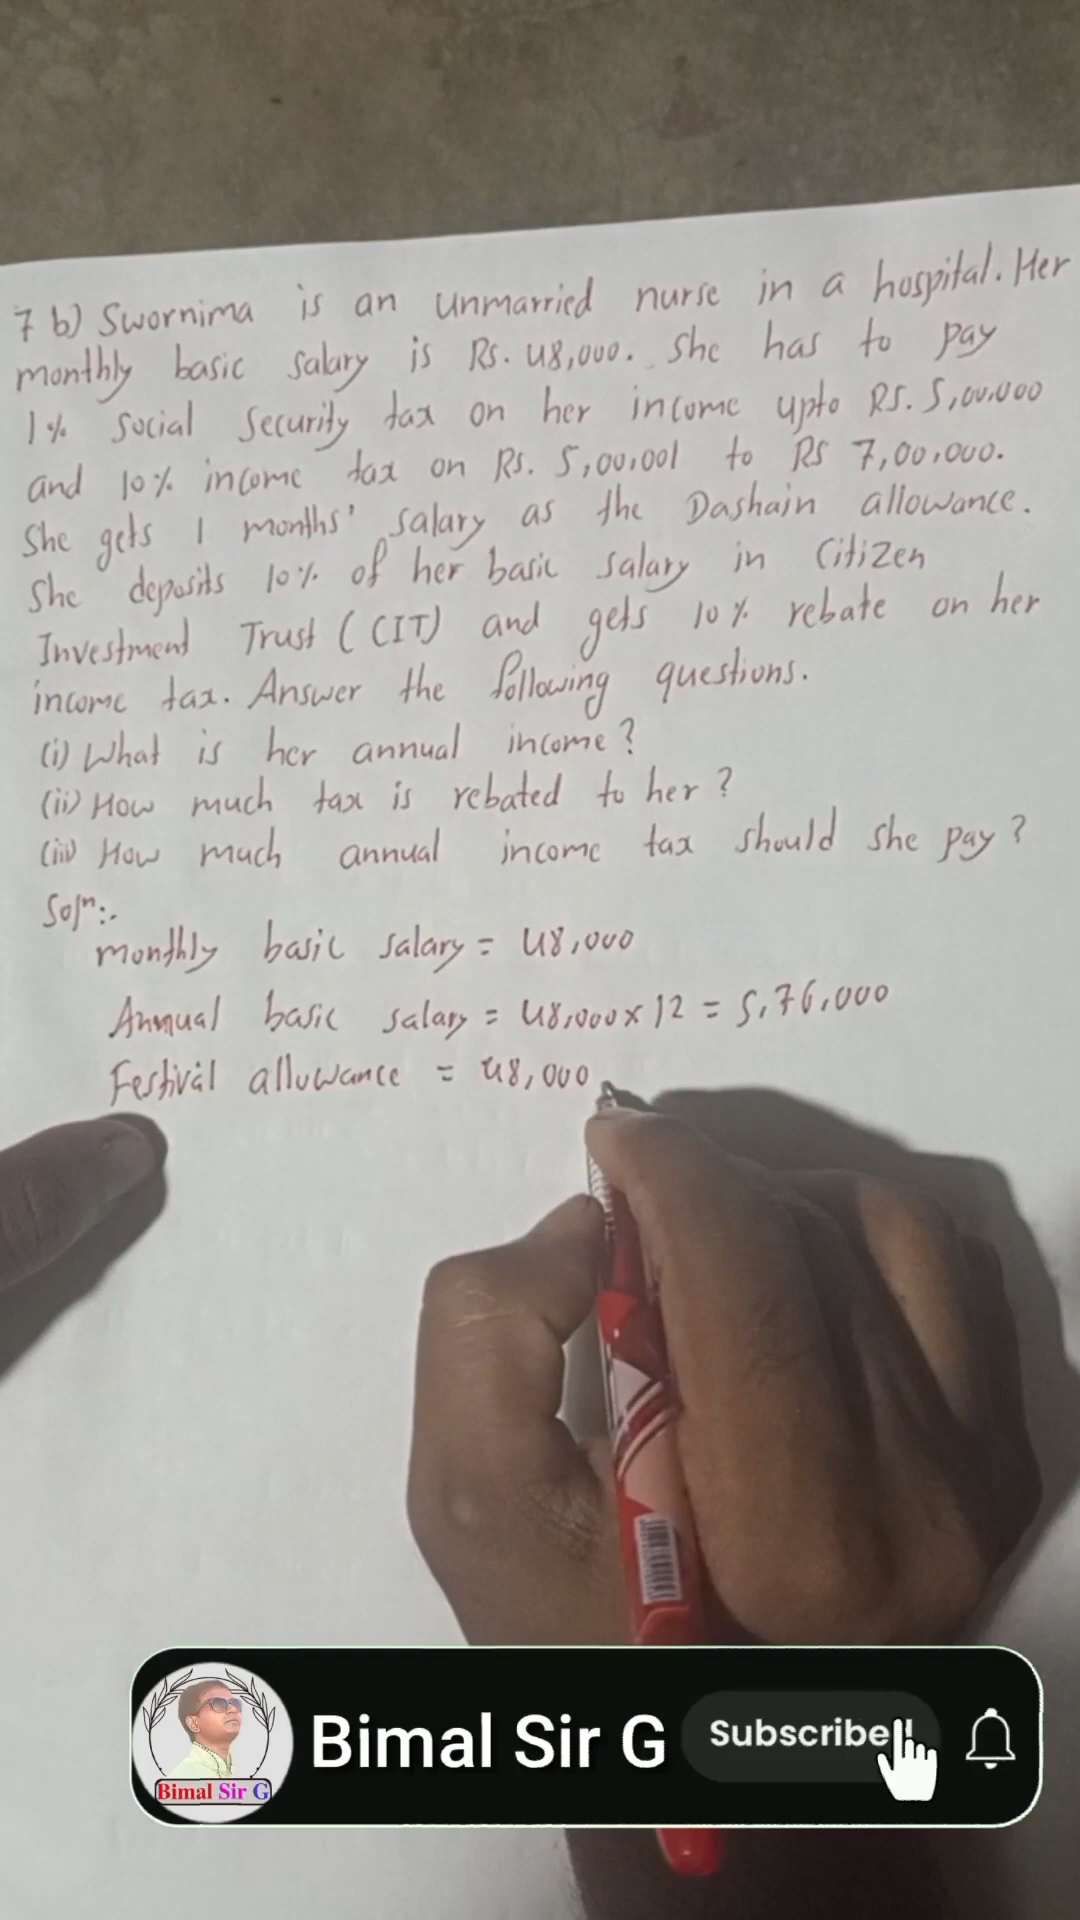 7 b) Swornima is an unmarried nurse in a hospital. Her
monthly basic salary is Rs. 48,000. She has to pay
1% social security tax on her income upto Rs. 5,00,000
and 10% income tax on Rs. 5,00,001 to Rs 7,00,000.
She gets 1 months' salary as the Dashain allowance.
She deposits 10% of her basic salary in Citizen
Investment Trust (CIT) and gets 10% rebate on her
income tax. Answer the following questions.
(i) What is her annual income?
(ii) How much tax is rebated to her?
(iii) How much annual income tax should she pay?
Solⁿ:-
monthly basic salary = 48,000
Annual basic salary = 48,000x12 = 5,76,000
Festival allowance = 48,000
Bimal Sir G
Subscribe
Bimal Sir G